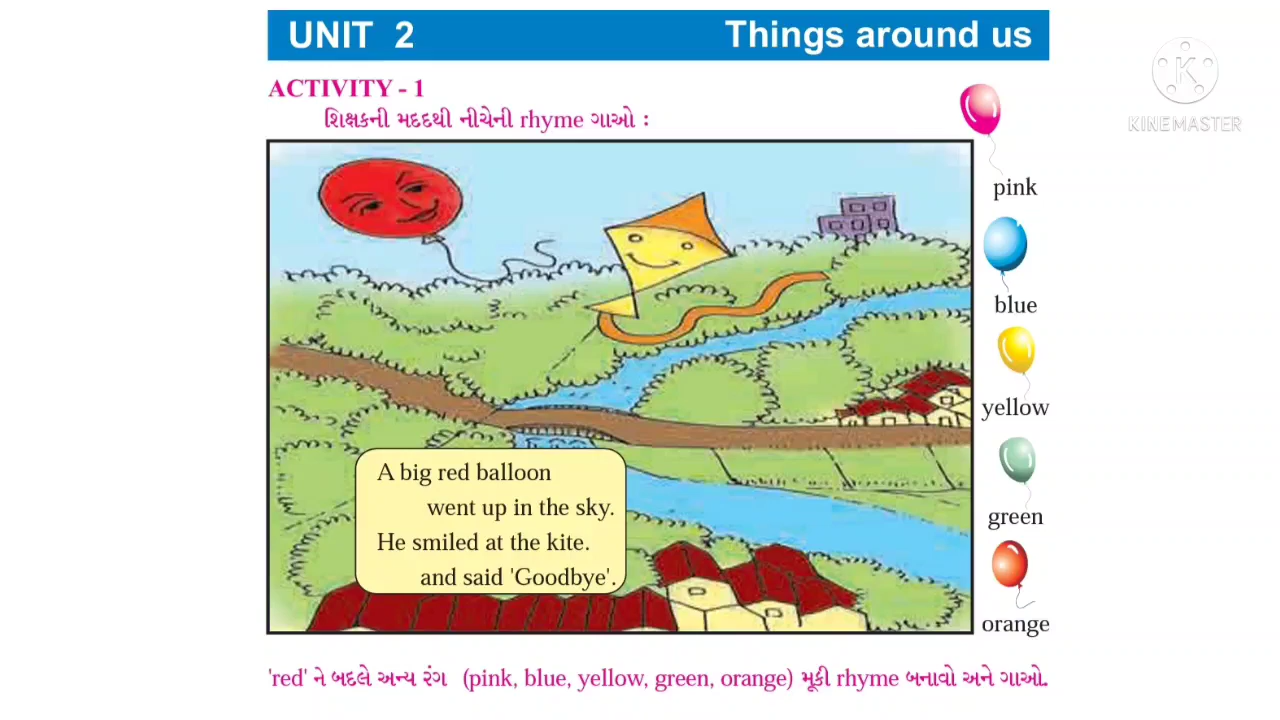 UNIT 2 Things around us
ACTIVITY - 1
શિક્ષકની મદદથી નીચેની rhyme ગાઓ :
KINEMASTER
pink
blue
yellow
green
orange
A big red balloon
went up in the sky.
He smiled at the kite.
and said 'Goodbye'.
'red' ને બદલે અન્ય રંગ (pink, blue, yellow, green, orange) મૂકી rhyme બનાવો અને ગાઓ.